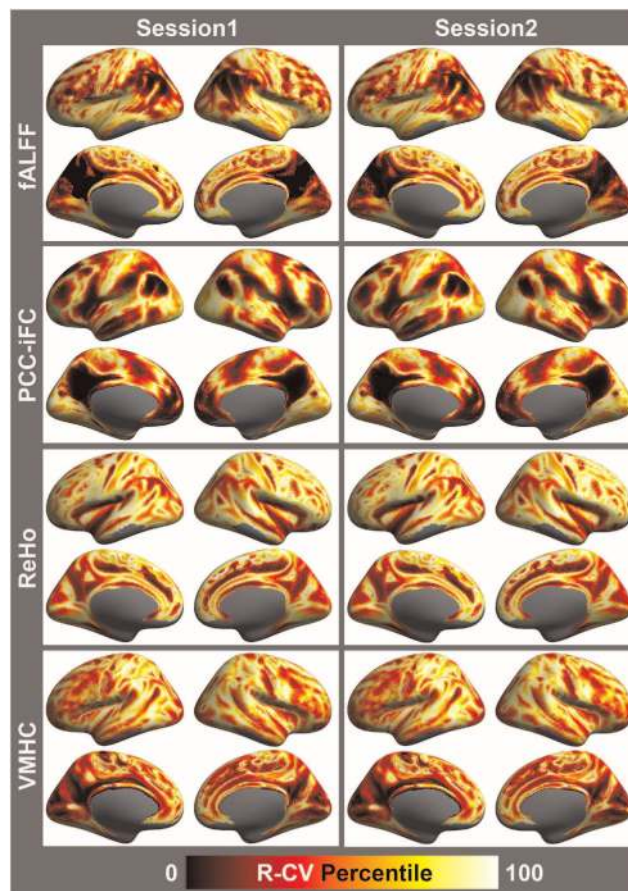 Session1 Session2
fALFF
PCC-iFC
ReHo
VMHC
0 R-CV Percentile 100